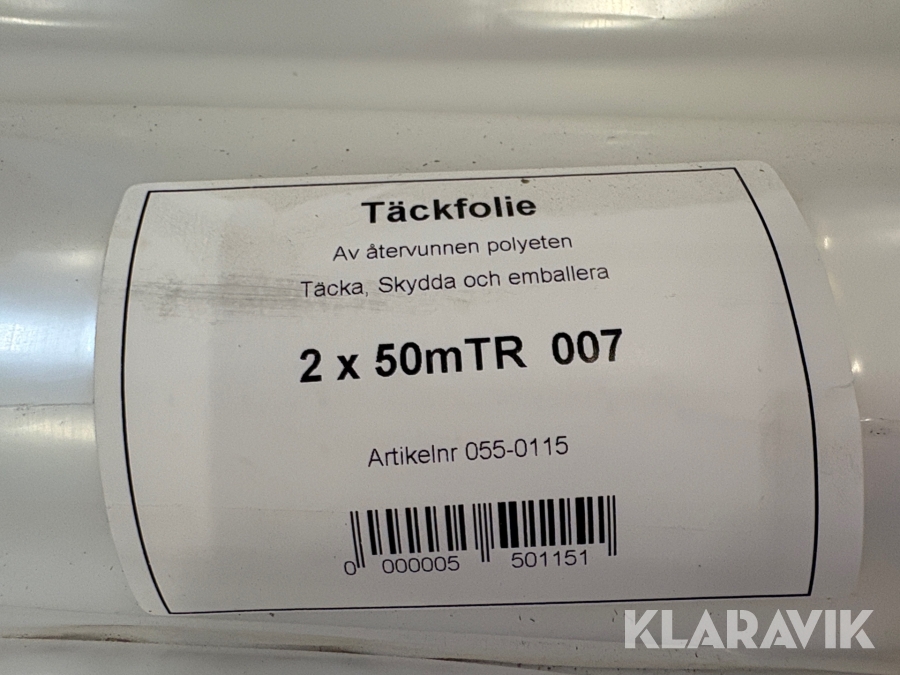 Täckfolie
Av återvunnen polyeten
Täcka, Skydda och emballera
2 x 50mTR 007
Artikelnr 055-0115
0 000005 501151
KLARAVIK